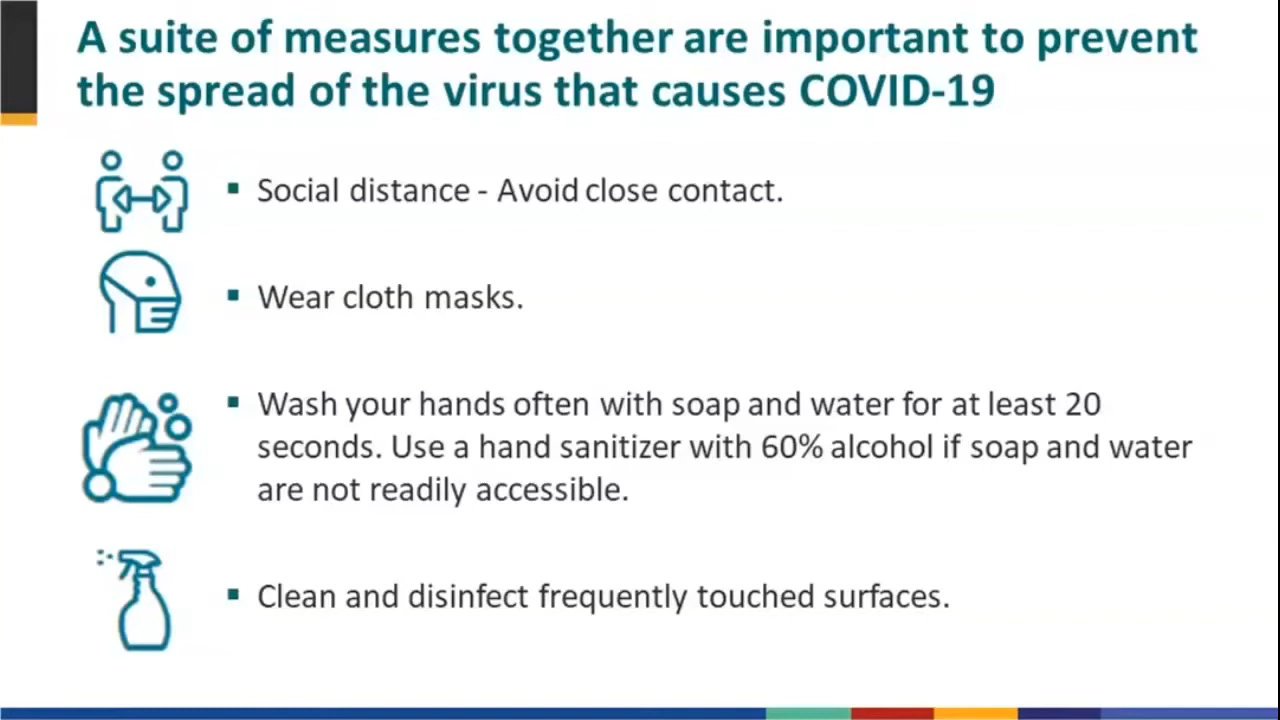 A suite of measures together are important to prevent
the spread of the virus that causes COVID-19
▪ Social distance - Avoid close contact.
▪ Wear cloth masks.
▪ Wash your hands often with soap and water for at least 20
seconds. Use a hand sanitizer with 60% alcohol if soap and water
are not readily accessible.
▪ Clean and disinfect frequently touched surfaces.